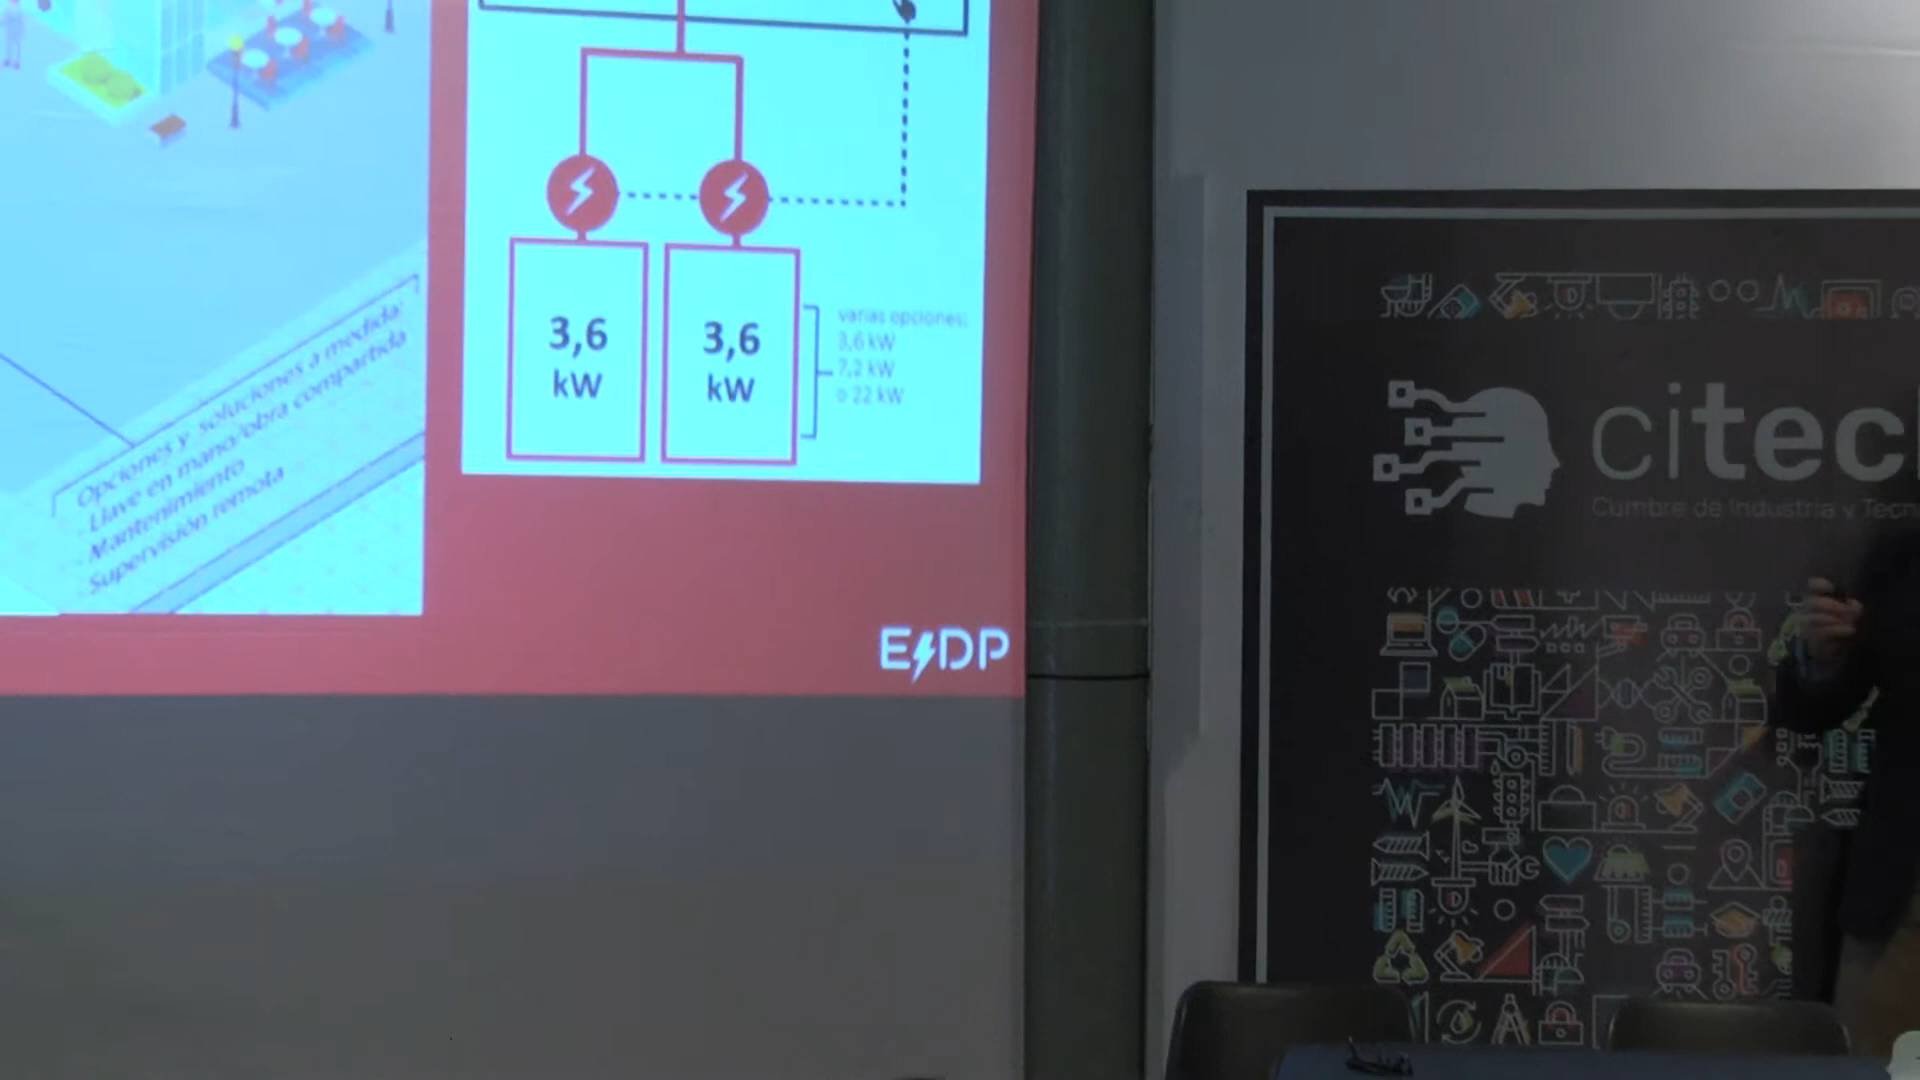 3,6
kW
3,6
kW
varias opciones:
3,6 kW
7,2 kW
o 22 kW
Opciones y soluciones a medida:
- Llave en mano/obra compartida
- Mantenimiento
- Supervisión remota
EDP
citec
Cumbre de Industria y Tecn